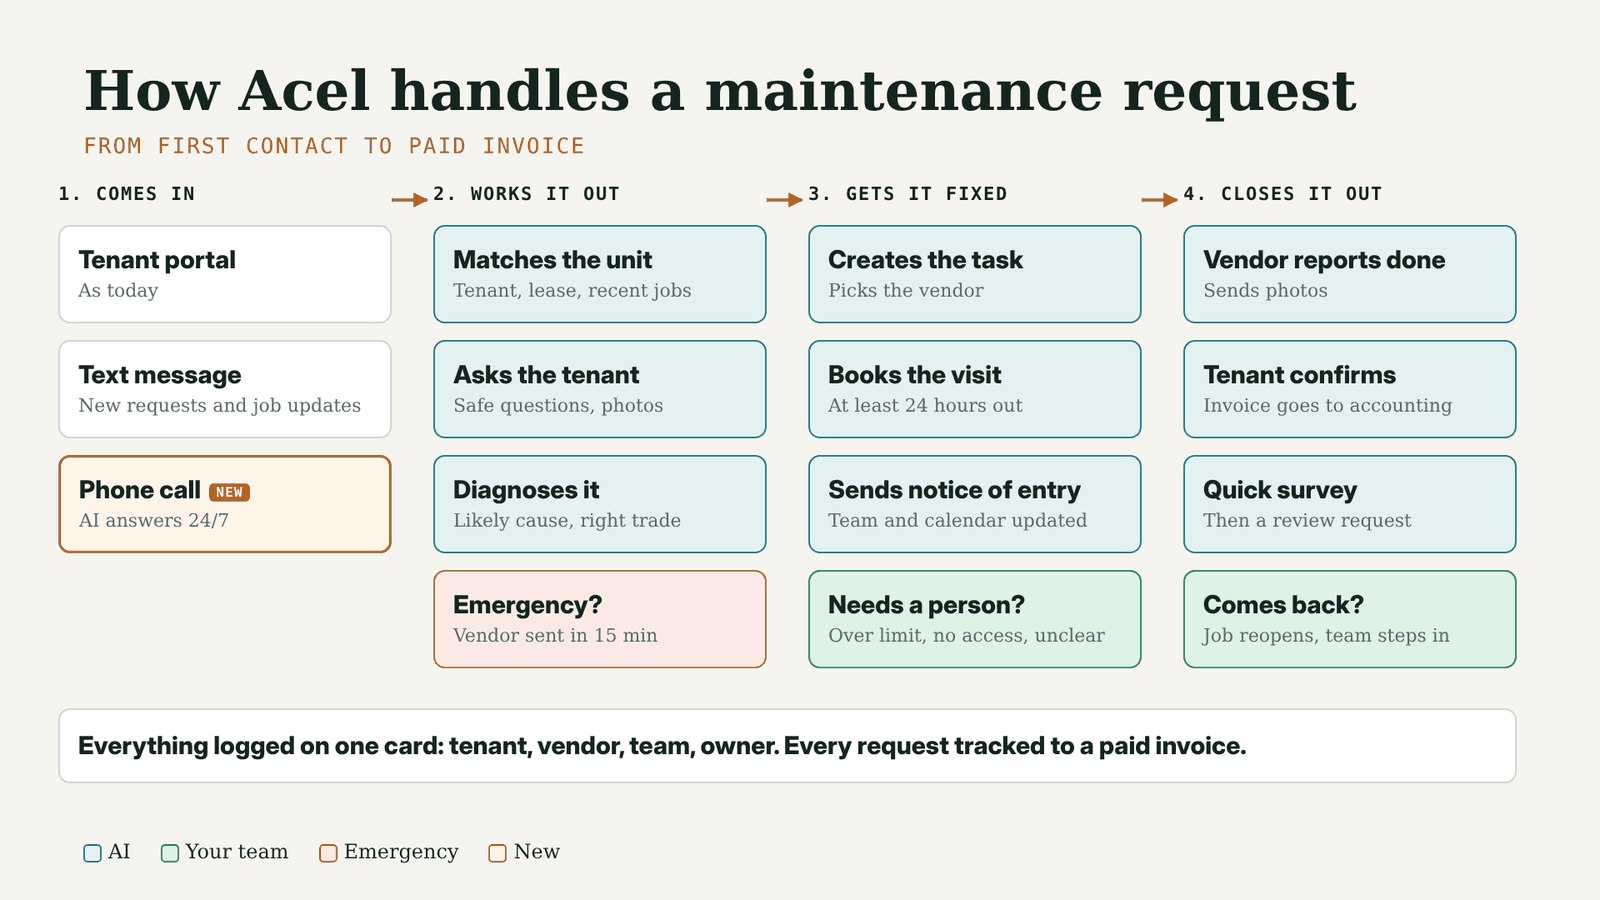 How Acel handles a maintenance request
FROM FIRST CONTACT TO PAID INVOICE
1. COMES IN
Tenant portal
As today
Text message
New requests and job updates
Phone call NEW
AI answers 24/7
2. WORKS IT OUT
Matches the unit
Tenant, lease, recent jobs
Asks the tenant
Safe questions, photos
Diagnoses it
Likely cause, right trade
Emergency?
Vendor sent in 15 min
3. GETS IT FIXED
Creates the task
Picks the vendor
Books the visit
At least 24 hours out
Sends notice of entry
Team and calendar updated
Needs a person?
Over limit, no access, unclear
4. CLOSES IT OUT
Vendor reports done
Sends photos
Tenant confirms
Invoice goes to accounting
Quick survey
Then a review request
Comes back?
Job reopens, team steps in
Everything logged on one card: tenant, vendor, team, owner. Every request tracked to a paid invoice.
AI
Your team
Emergency
New